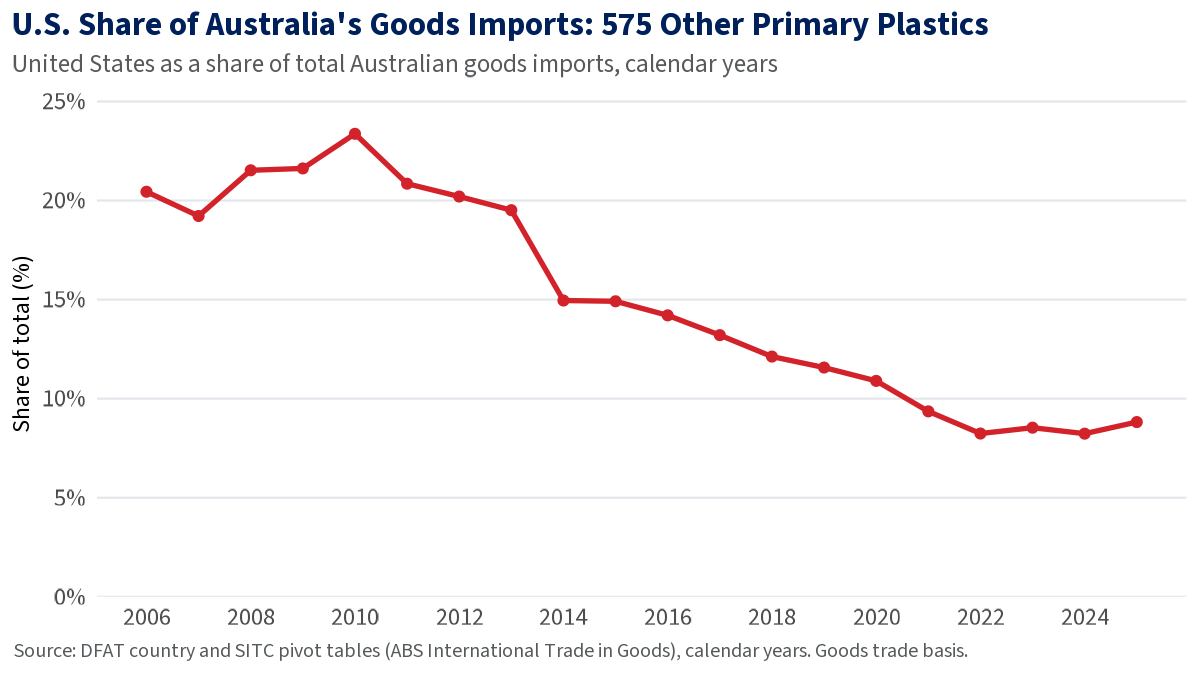 U.S. Share of Australia's Goods Imports: 575 Other Primary Plastics
United States as a share of total Australian goods imports, calendar years
Share of total (%)
25%
20%
15%
10%
5%
0%
2006 2008 2010 2012 2014 2016 2018 2020 2022 2024
Source: DFAT country and SITC pivot tables (ABS International Trade in Goods), calendar years. Goods trade basis.